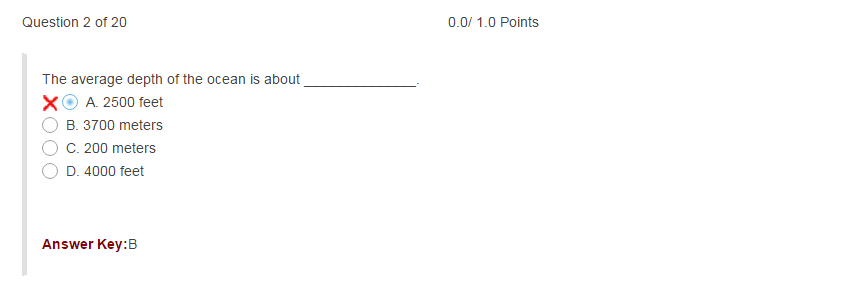 Question 2 of 20 0.0/ 1.0 Points
The average depth of the ocean is about _______________.
A. 2500 feet
B. 3700 meters
C. 200 meters
D. 4000 feet
Answer Key:B